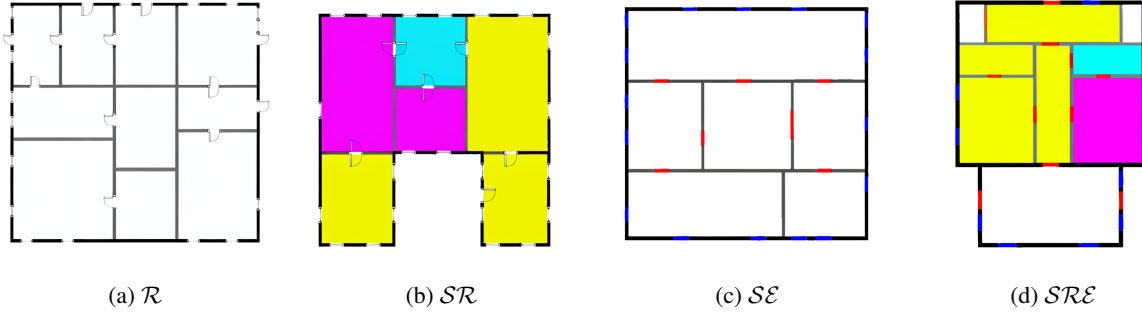 (a) ℛ (b) 𝒮ℛ (c) 𝒮ℰ (d) 𝒮ℛℰ